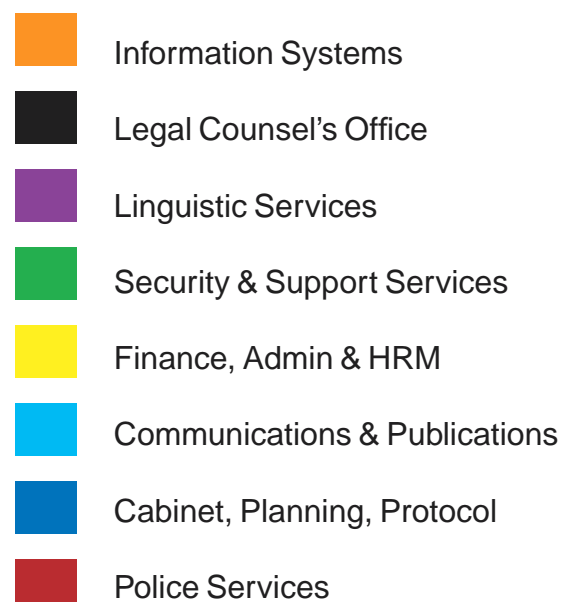 Information Systems
Legal Counsel’s Office
Linguistic Services
Security & Support Services
Finance, Admin & HRM
Communications & Publications
Cabinet, Planning, Protocol
Police Services